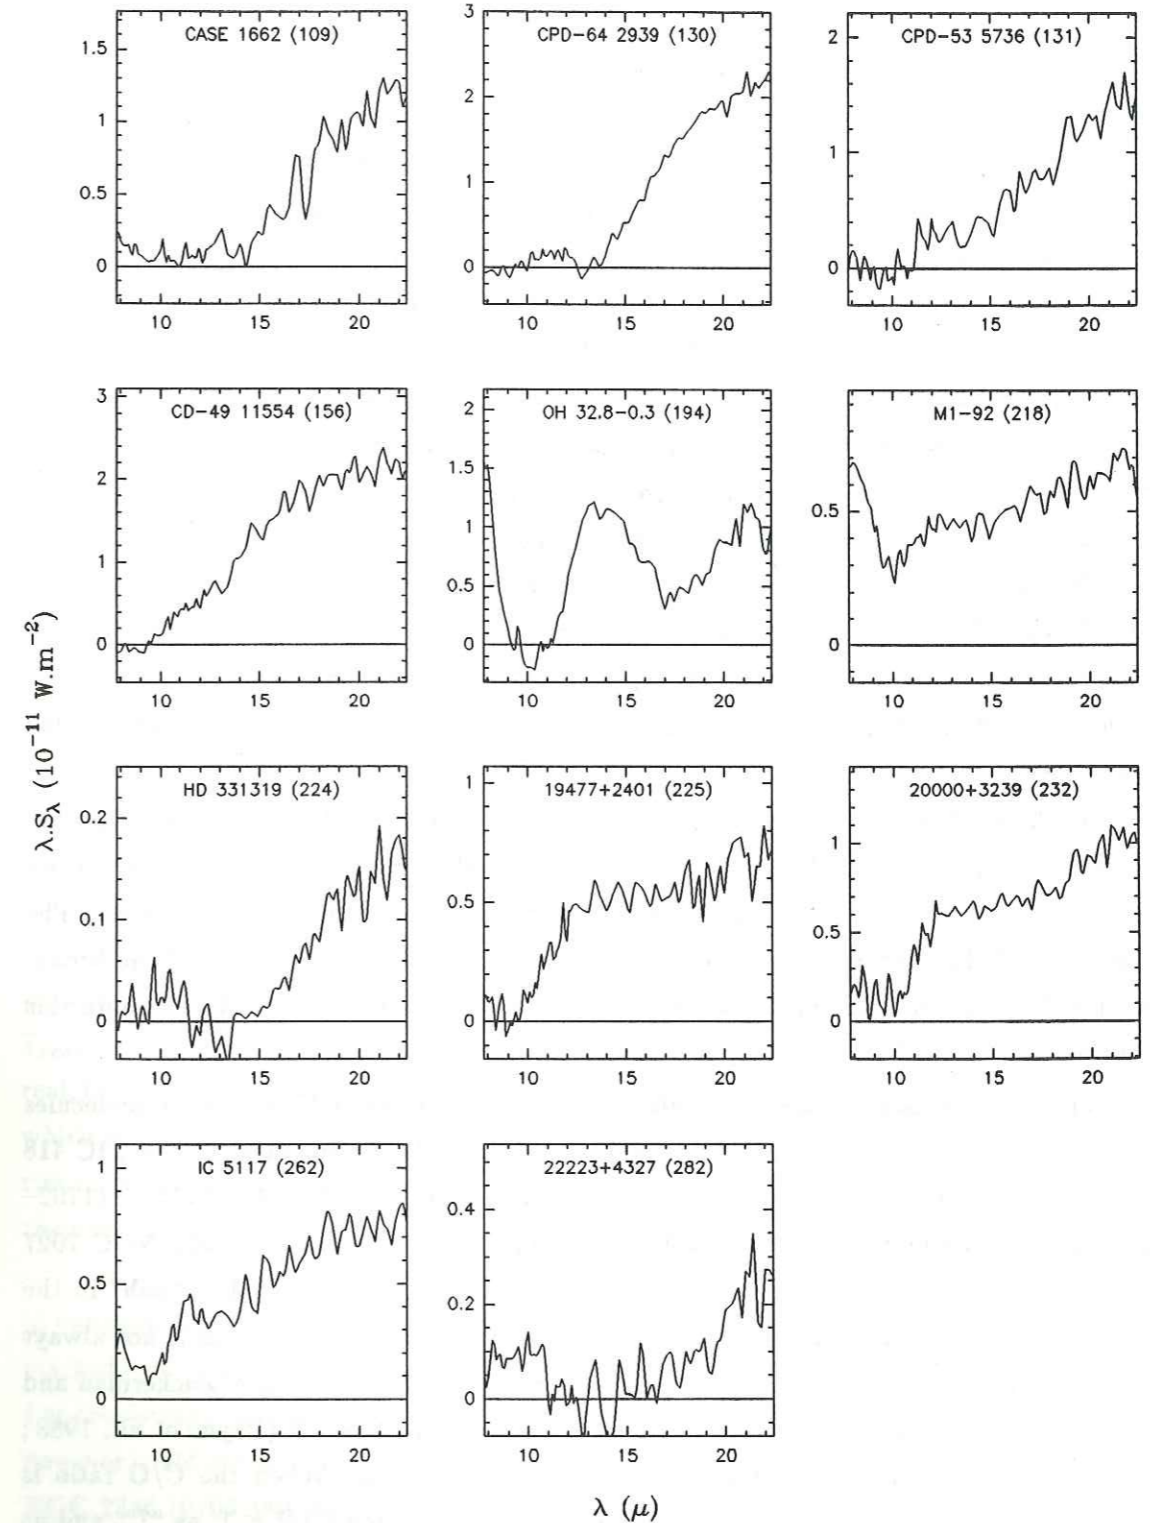 CASE 1662 (109)
CPD-64 2939 (130)
CPD-53 5736 (131)
1.5
1
0.5
0
10 15 20
3
2
1
0
10 15 20
2
1
0
10 15 20
CD-49 11554 (156)
OH 32.8-0.3 (194)
M1-92 (218)
3
2
1
0
10 15 20
2
1.5
1
0.5
0
10 15 20
0.5
0
10 15 20
λ.Sλ (10⁻¹¹ W.m⁻²)
HD 331319 (224)
19477+2401 (225)
20000+3239 (232)
0.2
0.1
0
10 15 20
1
0.5
0
10 15 20
1
0.5
0
10 15 20
IC 5117 (262)
22223+4327 (282)
1
0.5
0
10 15 20
0.4
0.2
0
10 15 20
λ (μ)